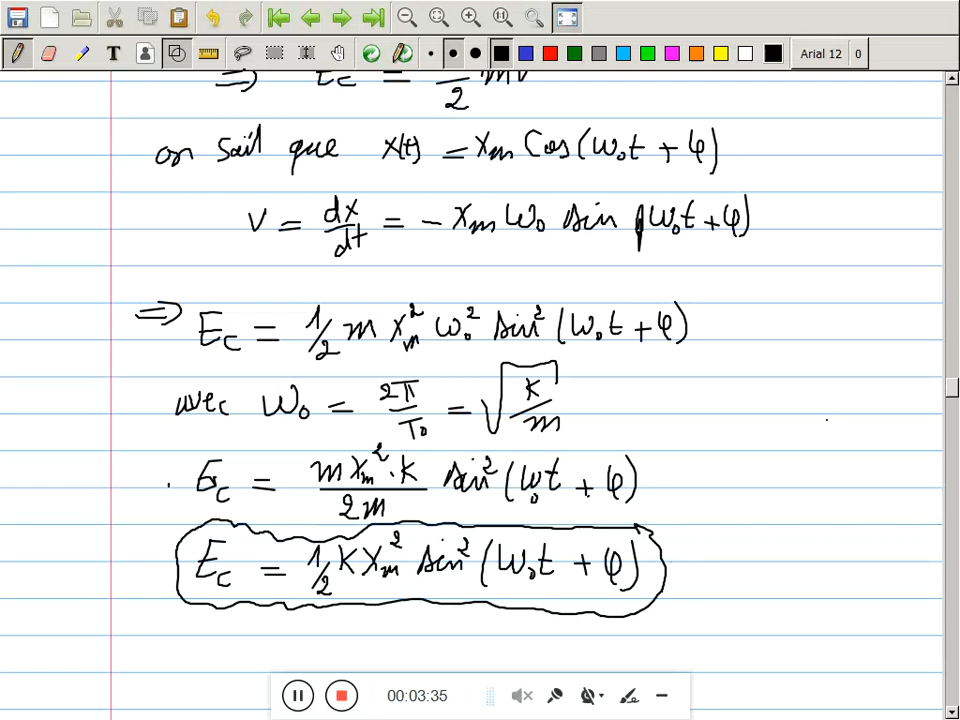 T
Arial 12 0
=> Ec = 1/2 mv
on sait que x(t) = xm Cos(ω₀t + φ)
v = dx/dt = - xm ω₀ sin (ω₀t + φ)
=> Ec = 1/2 m xm² ω₀² sin² (ω₀t + φ)
avec ω₀ = 2π/T₀ = √(k/m)
Ec = m xm² · k / 2m sin² (ω₀t + φ)
Ec = 1/2 K Xm² sin² (ω₀t + φ)
00:03:35